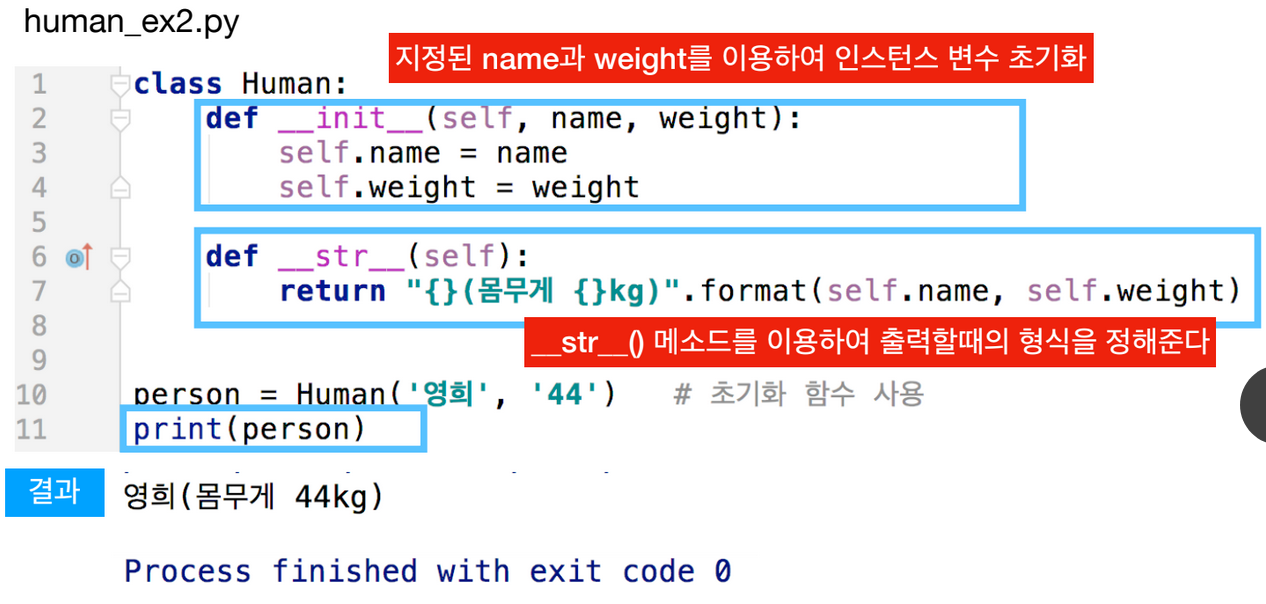 human_ex2.py
지정된 name과 weight를 이용하여 인스턴스 변수 초기화
1 class Human:
2 def __init__(self, name, weight):
3 self.name = name
4 self.weight = weight
5
6 def __str__(self):
7 return "{}(몸무게 {}kg)".format(self.name, self.weight)
8
__str__() 메소드를 이용하여 출력할때의 형식을 정해준다
9
10 person = Human('영희', '44') # 초기화 함수 사용
11 print(person)
결과 영희(몸무게 44kg)
Process finished with exit code 0